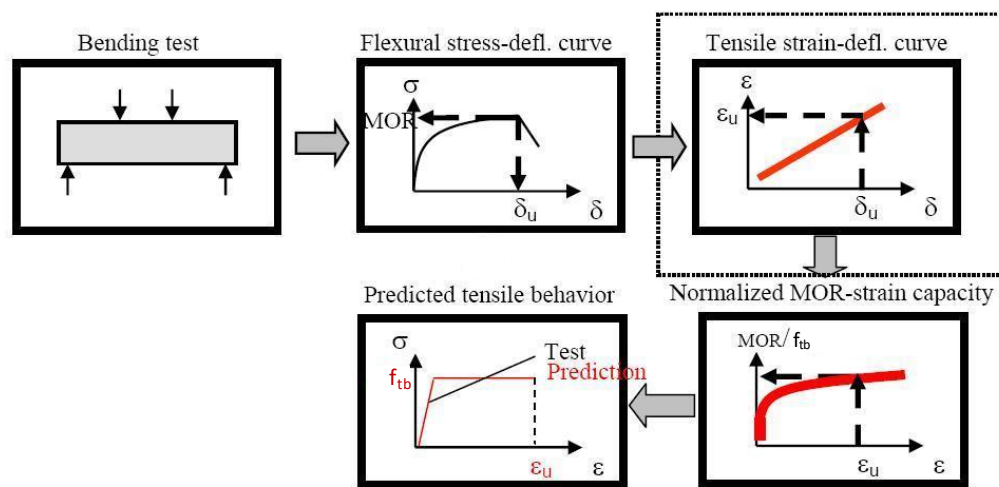 Bending test
Flexural stress-defl. curve
Tensile strain-defl. curve
σ
MOR
δu
δ
ε
εu
δu
δ
Predicted tensile behavior
Normalized MOR-strain capacity
σ
Test
Prediction
ftb
εu
ε
MOR/ftb
εu
ε